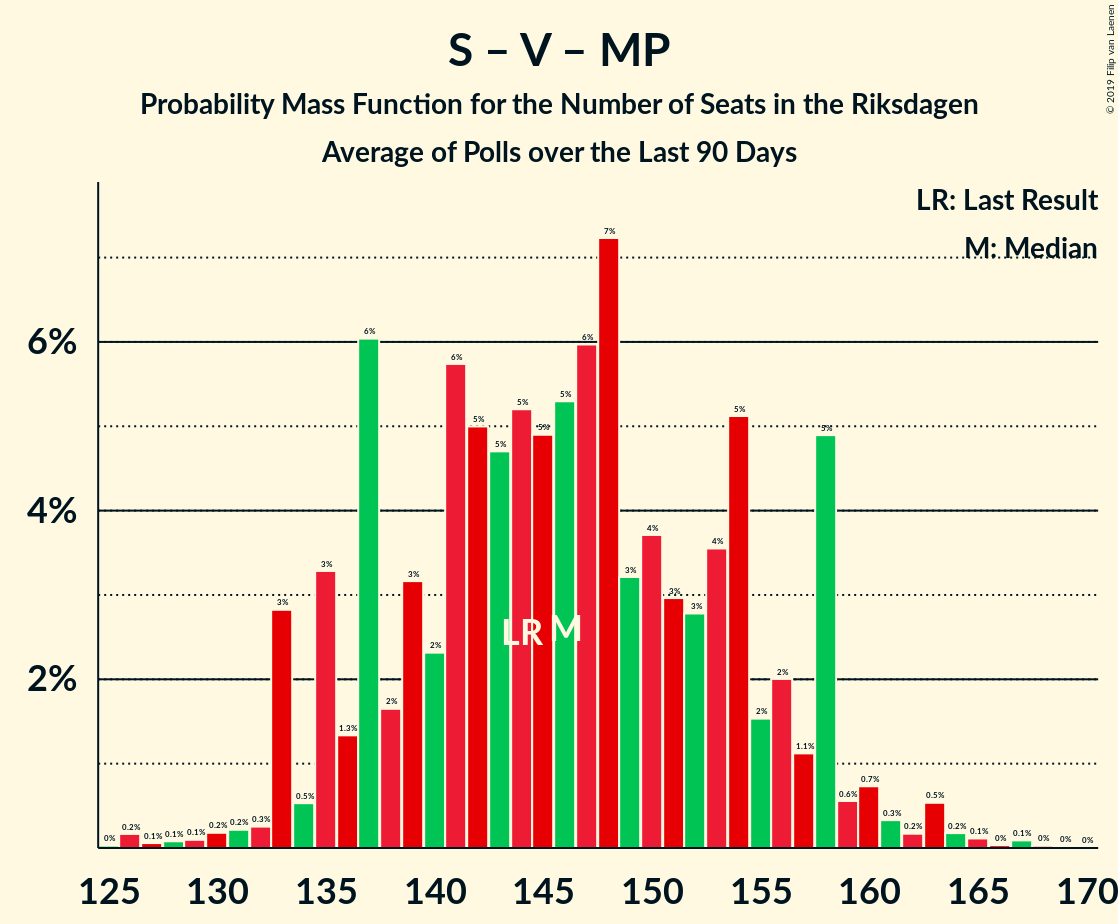 S – V – MP
Probability Mass Function for the Number of Seats in the Riksdagen
Average of Polls over the Last 90 Days
© 2019 Filip van Laenen
LR: Last Result
M: Median
6%
4%
2%
0% 0.2% 0.1% 0.1% 0.1% 0.2% 0.2% 0.3% 3% 0.5% 3% 1.3% 6% 2% 3% 2% 6% 5% 5% 5% 5% 5% 6% 7% 3% 4% 3% 3% 4% 5% 2% 2% 1.1% 5% 0.6% 0.7% 0.3% 0.2% 0.5% 0.2% 0.1% 0% 0.1% 0% 0% 0%
LR M
125 130 135 140 145 150 155 160 165 170